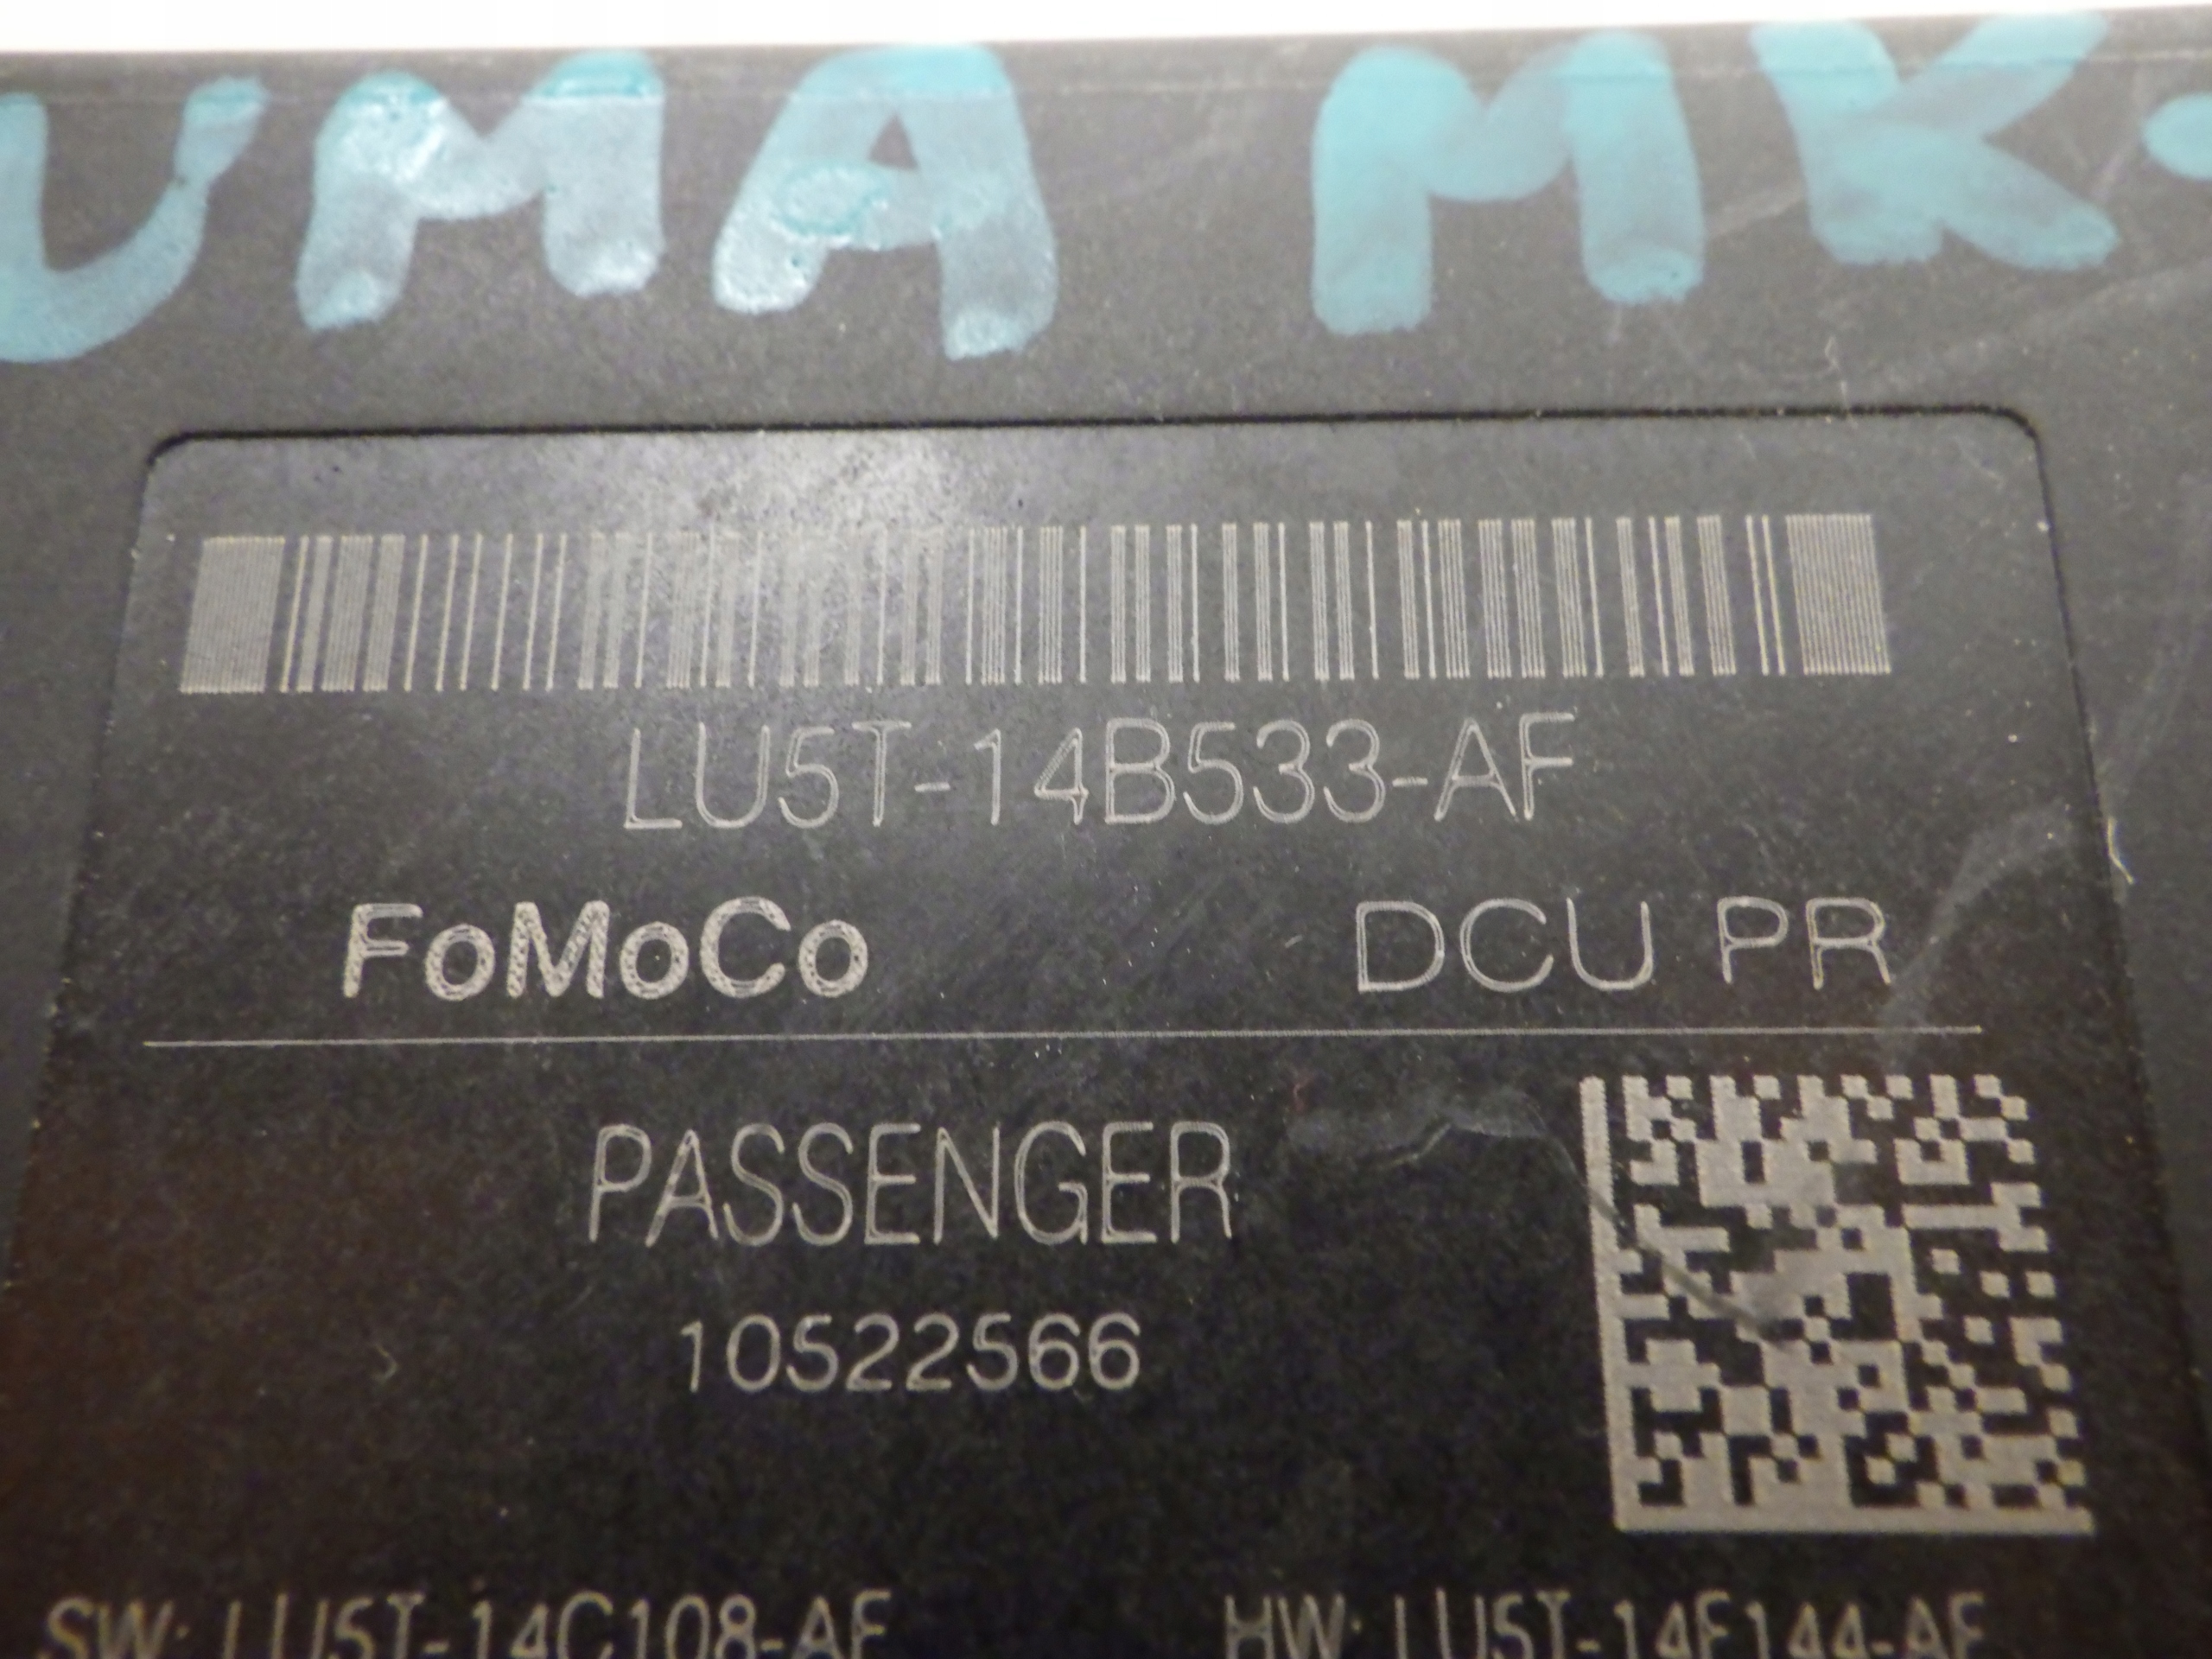 UMA MK-
LU5T-14B533-AF
FoMoCo DCU PR
PASSENGER
10522566
SW: LU5T-14C108-AF HW: LU5T-14F144-AF